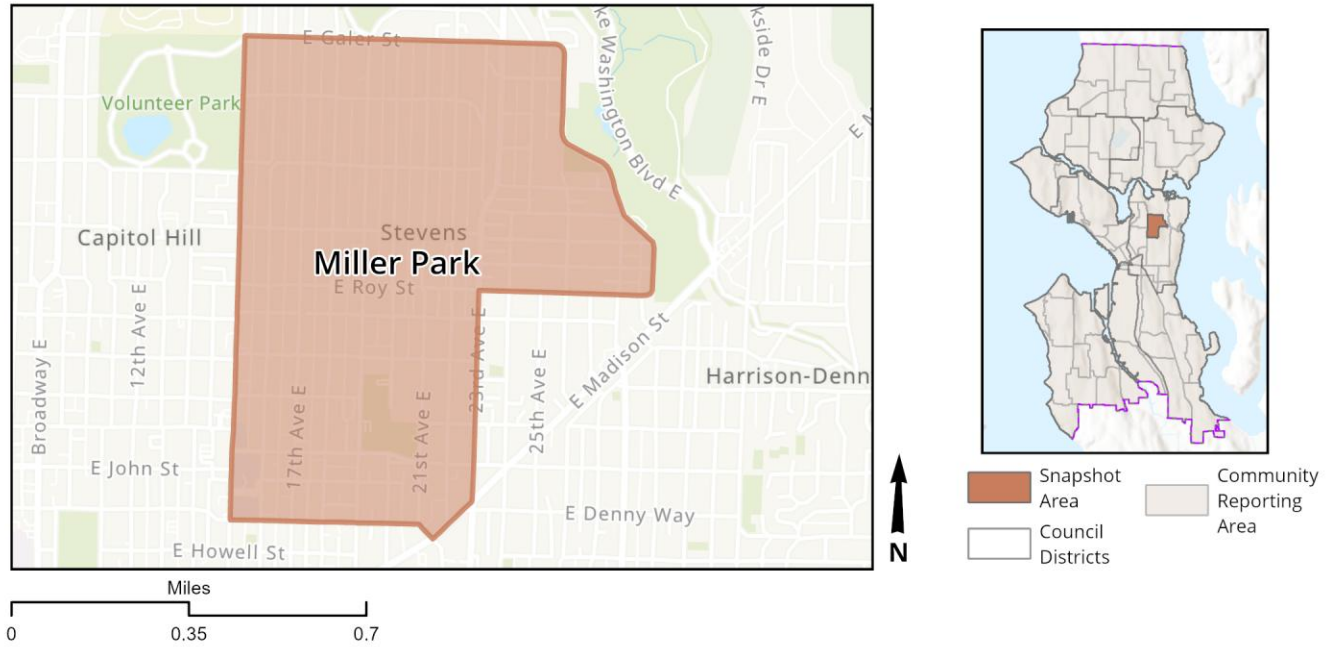 E Galer St
ke Washington Blvd E
kside Dr E
E M
Volunteer Park
Capitol Hill
Stevens
Miller Park
E Roy St
Broadway E
12th Ave E
17th Ave E
21st Ave E
23rd Ave E
25th Ave E
E Madison St
Harrison-Denn
E John St
E Denny Way
E Howell St
N
Miles
0
0.35
0.7
Snapshot
Area
Council
Districts
Community
Reporting
Area